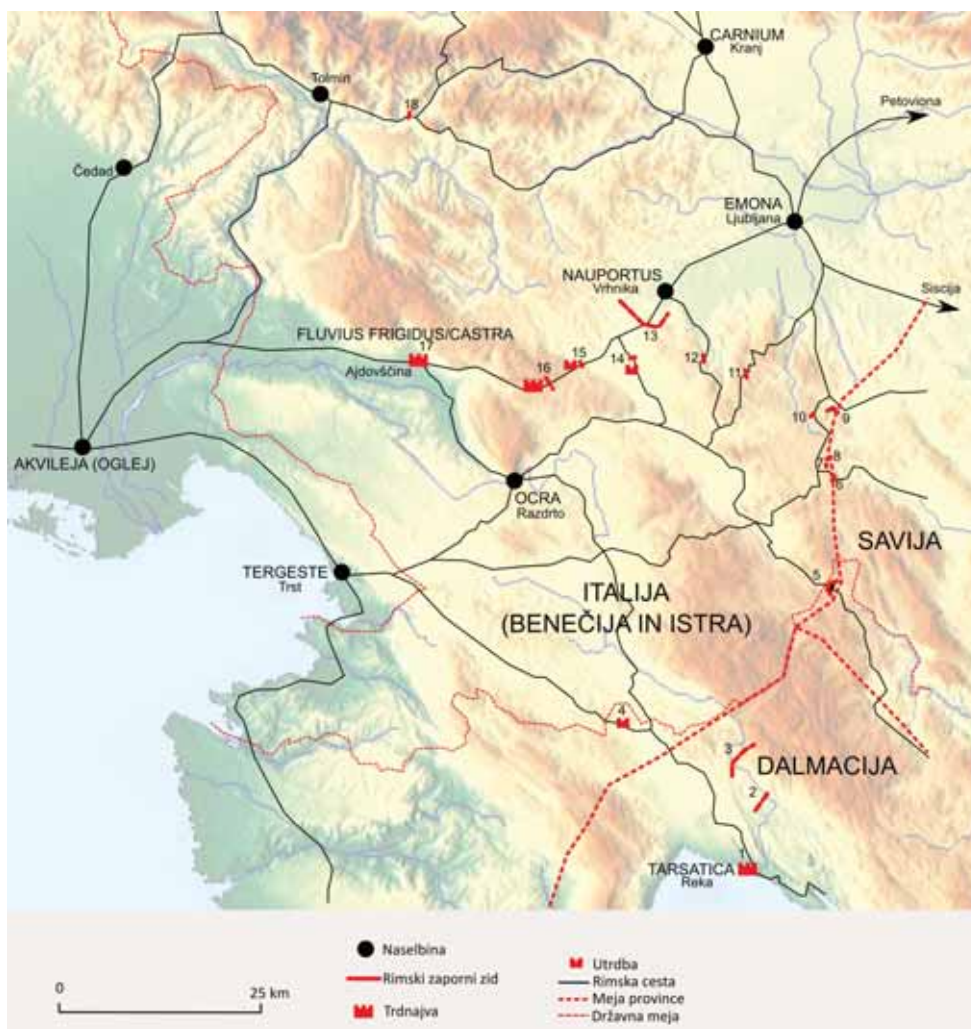 CARNIUM
Kranj
Tolmin
18
Petoviona
Čedad
EMONA
Ljubljana
NAUPORTUS
Vrhnika
Siscija
FLUVIUS FRIGIDUS/CASTRA
17
Ajdovščina
13
15
16
14
12
11
10
9
AKVILEJA (OGLEJ)
8
7
6
OCRA
Razdrto
SAVIJA
TERGESTE
Trst
5
ITALIJA
(BENEČIJA IN ISTRA)
4
3
DALMACIJA
2
1
TARSATICA
Reka
Naselbina
Rimski zaporni zid
Trdnajva
Utrdba
Rimska cesta
Meja province
Državna meja
0
25 km